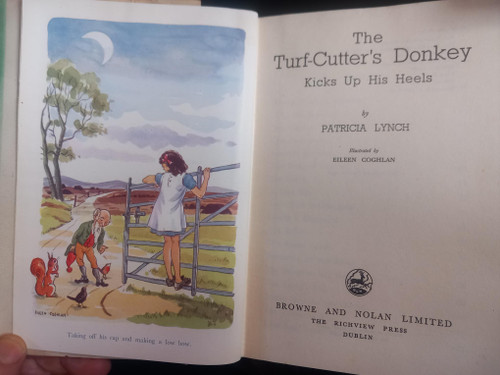 Taking off his cap and making a low bow.
The
Turf-Cutter's Donkey
Kicks Up His Heels
by
PATRICIA LYNCH
Illustrated by
EILEEN COGHLAN
BROWNE AND NOLAN LIMITED
THE RICHVIEW PRESS
DUBLIN